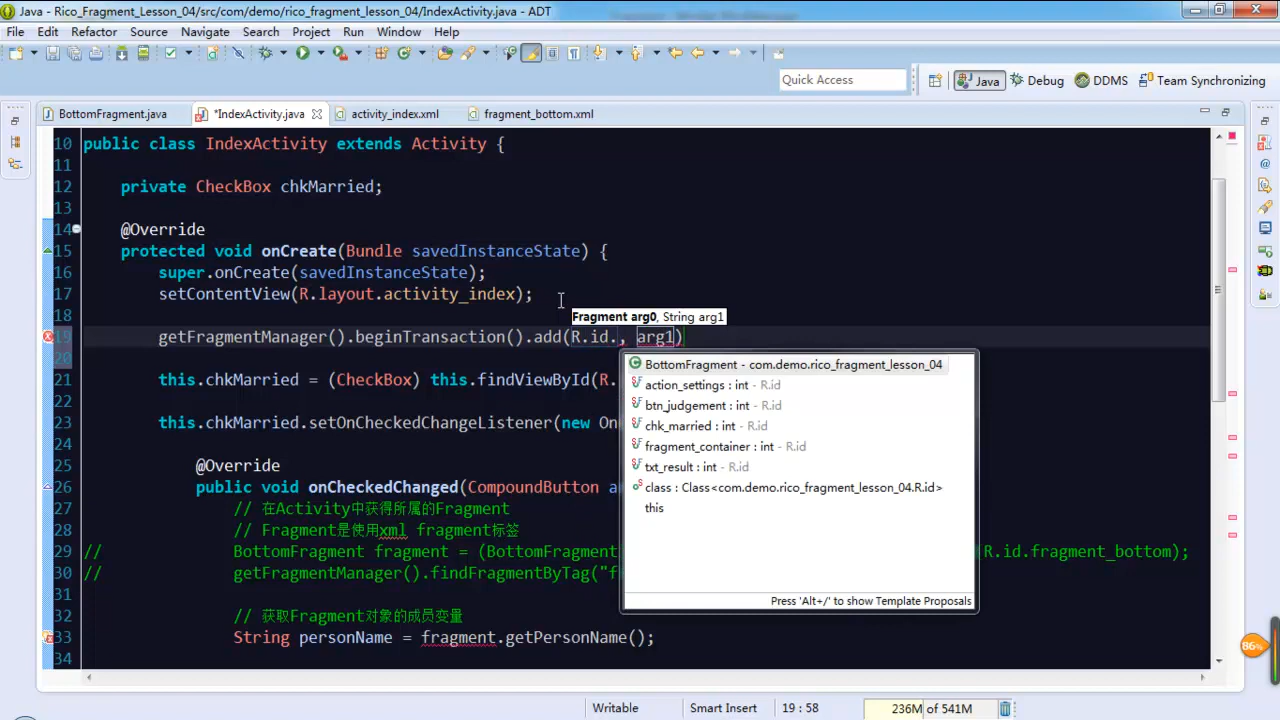 Java - Rico_Fragment_Lesson_04/src/com/demo/rico_fragment_lesson_04/IndexActivity.java - ADT
File Edit Refactor Source Navigate Search Project Run Window Help
Quick Access
Java Debug DDMS Team Synchronizing
BottomFragment.java *IndexActivity.java activity_index.xml fragment_bottom.xml
10 public class IndexActivity extends Activity {
11
12 private CheckBox chkMarried;
13
14 @Override
15 protected void onCreate(Bundle savedInstanceState) {
16 super.onCreate(savedInstanceState);
17 setContentView(R.layout.activity_index);
18
Fragment arg0, String arg1
19 getFragmentManager().beginTransaction().add(R.id., arg1)
20
BottomFragment - com.demo.rico_fragment_lesson_04
action_settings : int - R.id
btn_judgement : int - R.id
chk_married : int - R.id
fragment_container : int - R.id
txt_result : int - R.id
class : Class<com.demo.rico_fragment_lesson_04.R.id>
this
Press 'Alt+/' to show Template Proposals
21 this.chkMarried = (CheckBox) this.findViewById(R.
22
23 this.chkMarried.setOnCheckedChangeListener(new On
24
25 @Override
26 public void onCheckedChanged(CompoundButton a
27 // 在Activity中获得所属的Fragment
28 // Fragment是使用xml fragment标签
29 // BottomFragment fragment = (BottomFragment R.id.fragment_bottom);
30 // getFragmentManager().findFragmentByTag("f
31
32 // 获取Fragment对象的成员变量
33 String personName = fragment.getPersonName();
34
86%
Writable Smart Insert 19 : 58 236M of 541M